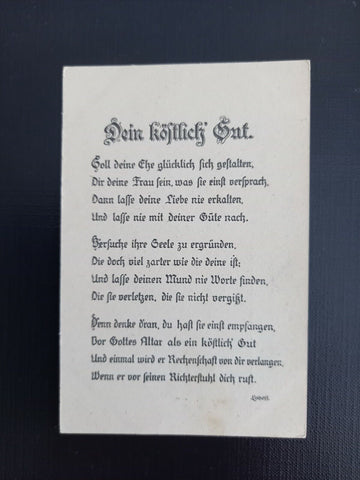 Dein köstlich Gut.
Soll deine Ehe glücklich sich gestalten,
Dir deine Frau sein, was sie einst versprach,
Dann lasse deine Liebe nie erkalten,
Und lasse nie mit deiner Güte nach.
Versuche ihre Seele zu ergründen,
Die doch viel zarter wie die deine ist;
Und lasse deinen Mund nie Worte finden,
Die sie verletzen, die sie nicht vergißt.
Denn denke dran, du hast sie einst empfangen,
Vor Gottes Altar als ein köstlich' Gut
Und einmal wird er Rechenschaft von dir verlangen,
Wenn er vor seinen Richterstuhl dich ruft.